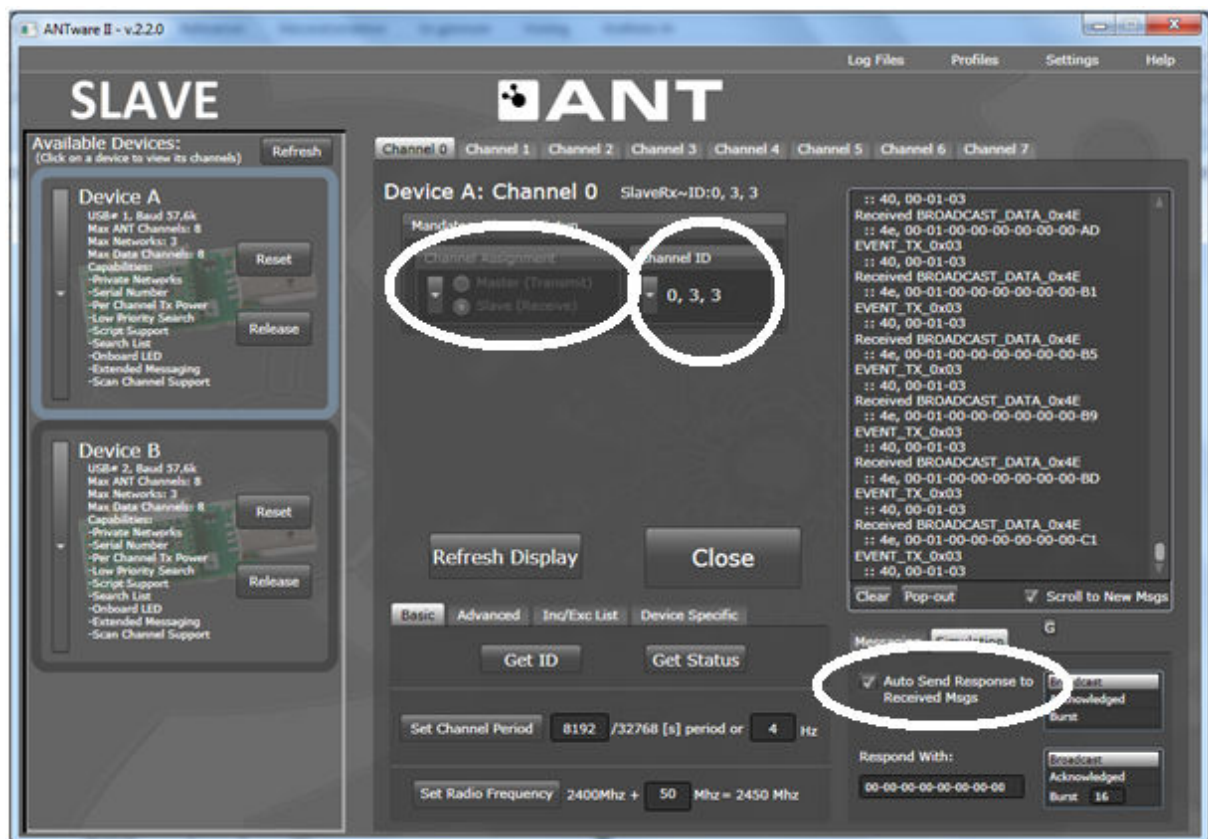 ANTware II - v.2.2.0
Log Files Profiles Settings Help
SLAVE
ANT
Available Devices:
(Click on a device to view its channels)
Refresh
Device A
USB# 1, Baud 57,6k
Max ANT Channels: 8
Max Networks: 3
Max Data Channels: 8
Capabilities:
-Private Networks
-Serial Number
-Per Channel Tx Power
-Low Priority Search
-Script Support
-Search List
-Onboard LED
-Extended Messaging
-Scan Channel Support
Reset
Release
Device B
USB# 2, Baud 57,6k
Max ANT Channels: 8
Max Networks: 3
Max Data Channels: 8
Capabilities:
-Private Networks
-Serial Number
-Per Channel Tx Power
-Low Priority Search
-Script Support
-Search List
-Onboard LED
-Extended Messaging
-Scan Channel Support
Reset
Release
Channel 0 Channel 1 Channel 2 Channel 3 Channel 4 Channel 5 Channel 6 Channel 7
Device A: Channel 0 SlaveRx~ID:0, 3, 3
Channel Assignment
Master (Transmit)
Slave (Receive)
Channel ID
0, 3, 3
Refresh Display
Close
Basic Advanced Inc/Exc List Device Specific
Get ID Get Status
Set Channel Period 8192 /32768 [s] period or 4 Hz
Set Radio Frequency 2400Mhz + 50 Mhz = 2450 Mhz
:: 40, 00-01-03
Received BROADCAST_DATA_0x4E
:: 4e, 00-01-00-00-00-00-00-00-AD
EVENT_TX_0x03
:: 40, 00-01-03
Received BROADCAST_DATA_0x4E
:: 4e, 00-01-00-00-00-00-00-00-B1
EVENT_TX_0x03
:: 40, 00-01-03
Received BROADCAST_DATA_0x4E
:: 4e, 00-01-00-00-00-00-00-00-B5
EVENT_TX_0x03
:: 40, 00-01-03
Received BROADCAST_DATA_0x4E
:: 4e, 00-01-00-00-00-00-00-00-B9
EVENT_TX_0x03
:: 40, 00-01-03
Received BROADCAST_DATA_0x4E
:: 4e, 00-01-00-00-00-00-00-00-BD
EVENT_TX_0x03
:: 40, 00-01-03
Received BROADCAST_DATA_0x4E
:: 4e, 00-01-00-00-00-00-00-00-C1
EVENT_TX_0x03
:: 40, 00-01-03
Clear Pop-out Scroll to New Msgs
G
Messaging Simulation
Auto Send Response to
Received Msgs
Broadcast
Acknowledged
Burst
Respond With:
00-00-00-00-00-00-00-00
Broadcast
Acknowledged
Burst 16